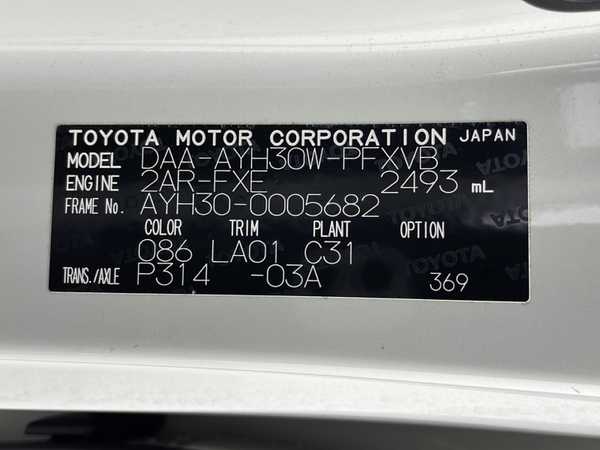 TOYOTA MOTOR CORPORATION JAPAN
MODEL DAA-AYH30W-PFXVB
ENGINE 2AR-FXE 2493 mL
FRAME No. AYH30-0005682
COLOR TRIM PLANT OPTION
086 LA01 C31
TRANS./AXLE P314 -03A 369